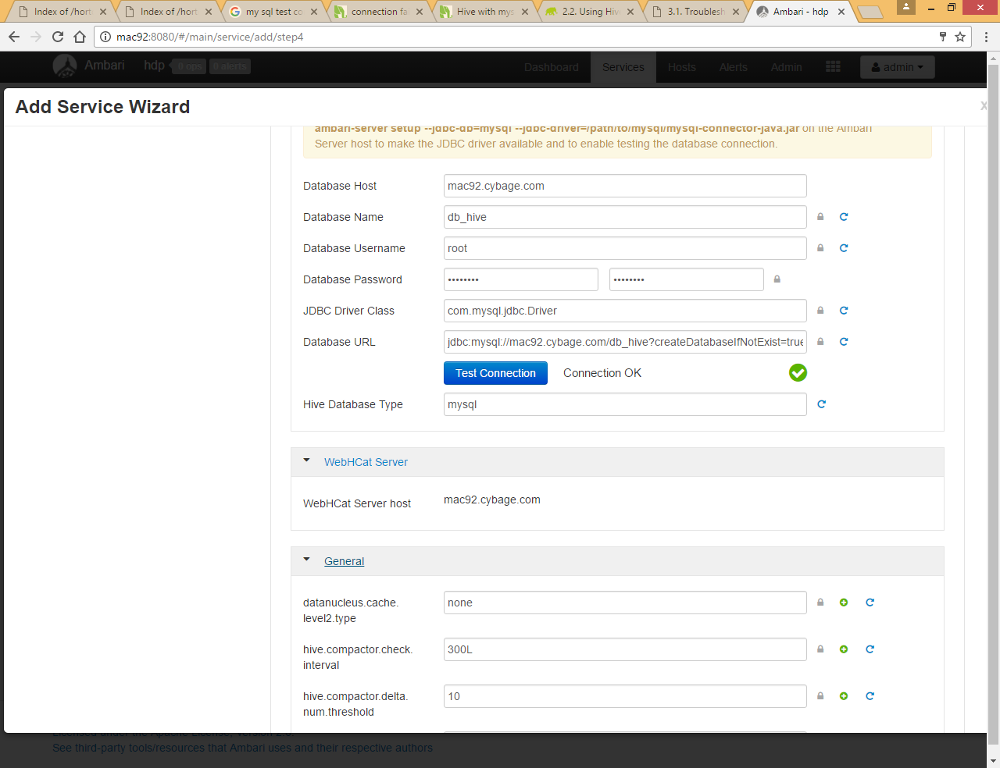 Index of /hort
Index of /hort
my sql test co
connection fai
Hive with mys
2.2. Using Hiv
3.1. Troublesh
Ambari - hdp
mac92:8080/#/main/service/add/step4
Ambari hdp 0 ops 0 alerts Dashboard Services Hosts Alerts Admin admin
Add Service Wizard
x
ambari-server setup --jdbc-db=mysql --jdbc-driver=/path/to/mysql/mysql-connector-java.jar on the Ambari
Server host to make the JDBC driver available and to enable testing the database connection.
Database Host mac92.cybage.com
Database Name db_hive
Database Username root
Database Password •••••••• ••••••••
JDBC Driver Class com.mysql.jdbc.Driver
Database URL jdbc:mysql://mac92.cybage.com/db_hive?createDatabaseIfNotExist=true
Test Connection Connection OK
Hive Database Type mysql
WebHCat Server
WebHCat Server host mac92.cybage.com
General
datanucleus.cache.
level2.type
none
hive.compactor.check.
interval
300L
hive.compactor.delta.
num.threshold
10
Licensed under the Apache License, Version 2.0.
See third-party tools/resources that Ambari uses and their respective authors